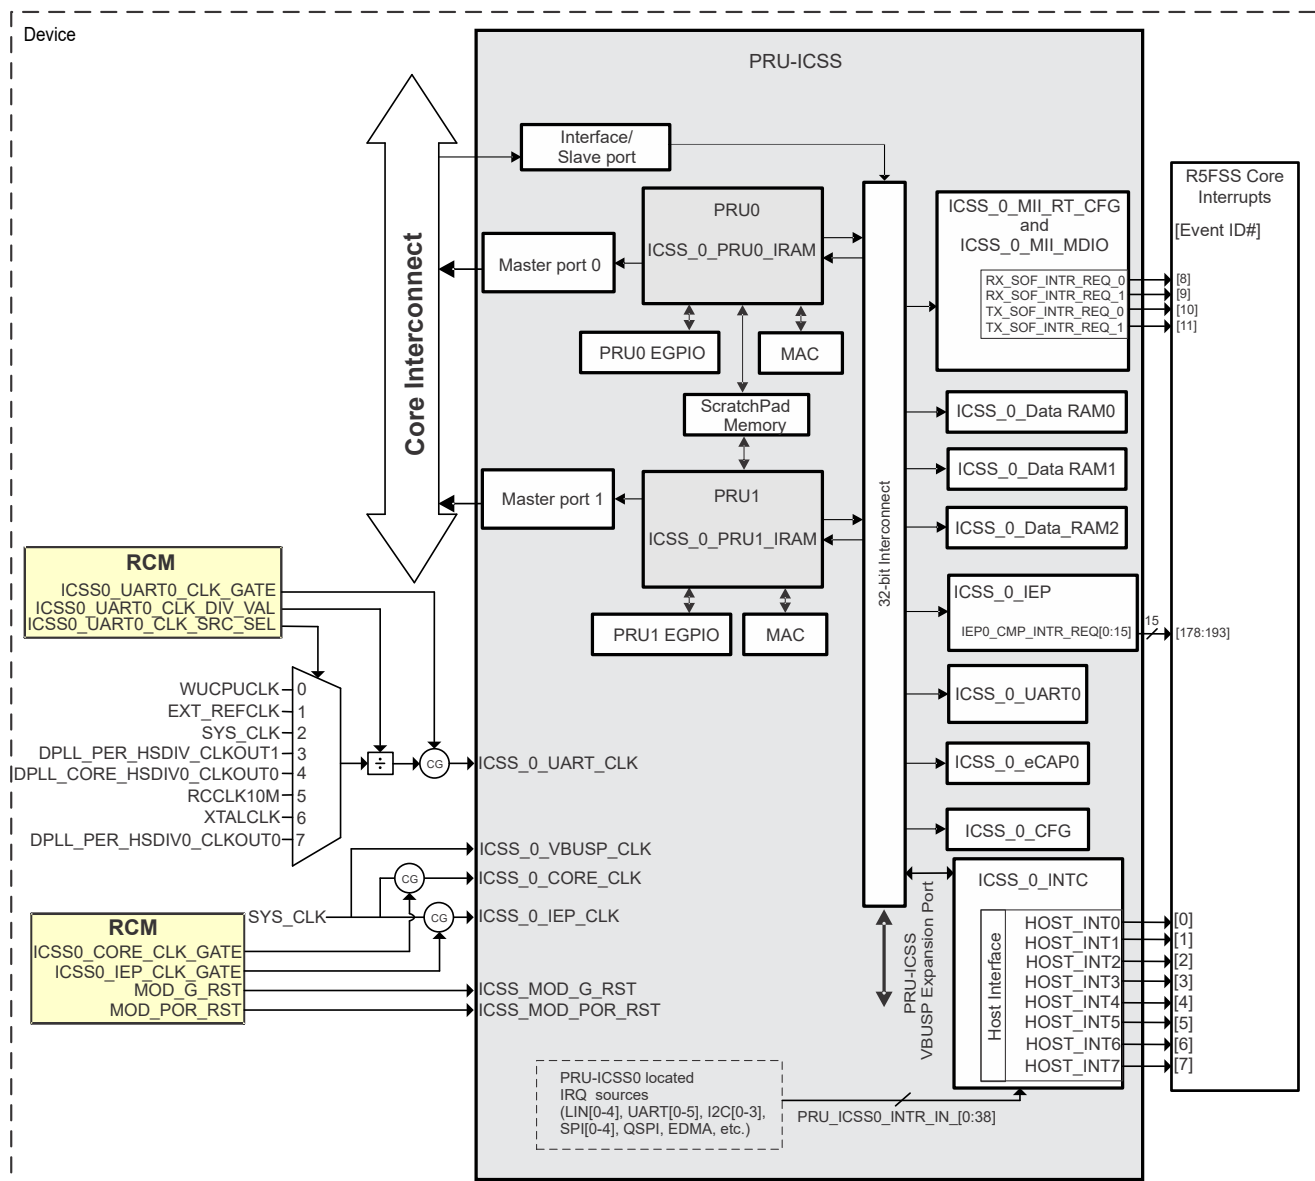 Device
PRU-ICSS
Interface/
Slave port
Core Interconnect
PRU0
ICSS_0_PRU0_IRAM
Master port 0
PRU0 EGPIO
MAC
ScratchPad
Memory
PRU1
ICSS_0_PRU1_IRAM
Master port 1
PRU1 EGPIO
MAC
32-bit Interconnect
ICSS_0_MII_RT_CFG
and
ICSS_0_MII_MDIO
RX_SOF_INTR_REQ_0
RX_SOF_INTR_REQ_1
TX_SOF_INTR_REQ_0
TX_SOF_INTR_REQ_1
R5FSS Core
Interrupts
[Event ID#]
[8]
[9]
[10]
[11]
ICSS_0_Data RAM0
ICSS_0_Data RAM1
ICSS_0_Data_RAM2
ICSS_0_IEP
IEP0_CMP_INTR_REQ[0:15]
15
[178:193]
ICSS_0_UART0
ICSS_0_eCAP0
ICSS_0_CFG
RCM
ICSS0_UART0_CLK_GATE
ICSS0_UART0_CLK_DIV_VAL
ICSS0_UART0_CLK_SRC_SEL
WUCPUCLK 0
EXT_REFCLK 1
SYS_CLK 2
DPLL_PER_HSDIV_CLKOUT1 3
DPLL_CORE_HSDIV0_CLKOUT0 4
RCCLK10M 5
XTALCLK 6
DPLL_PER_HSDIV0_CLKOUT0 7
÷
CG
ICSS_0_UART_CLK
ICSS_0_VBUSP_CLK
CG
ICSS_0_CORE_CLK
SYS_CLK
CG
ICSS_0_IEP_CLK
RCM
ICSS0_CORE_CLK_GATE
ICSS0_IEP_CLK_GATE
MOD_G_RST
MOD_POR_RST
ICSS_MOD_G_RST
ICSS_MOD_POR_RST
PRU-ICSS
VBUSP Expansion Port
ICSS_0_INTC
Host Interface
HOST_INT0
HOST_INT1
HOST_INT2
HOST_INT3
HOST_INT4
HOST_INT5
HOST_INT6
HOST_INT7
[0]
[1]
[2]
[3]
[4]
[5]
[6]
[7]
PRU-ICSS0 located
IRQ sources
(LIN[0-4], UART[0-5], I2C[0-3],
SPI[0-4], QSPI, EDMA, etc.)
PRU_ICSS0_INTR_IN_[0:38]